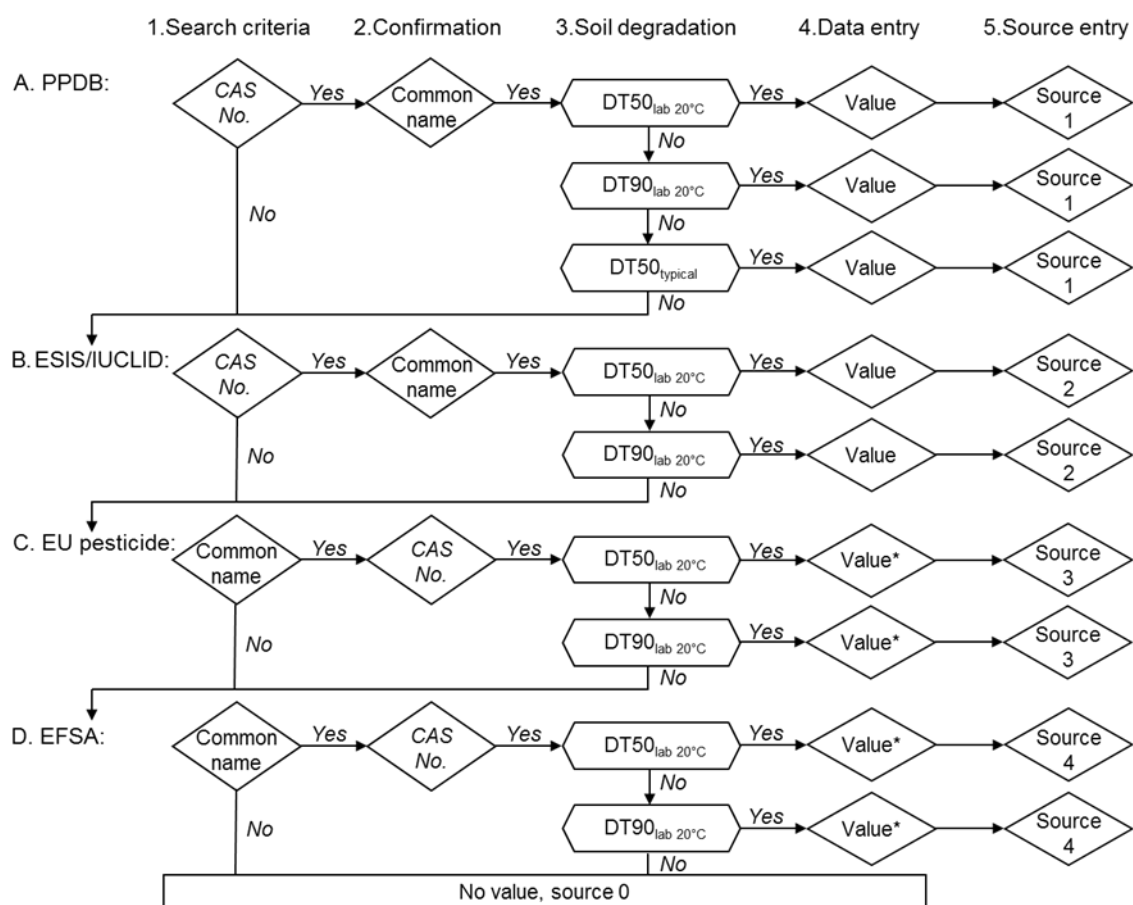 1.Search criteria 2.Confirmation 3.Soil degradation 4.Data entry 5.Source entry
A. PPDB:
CAS No. Yes Common name Yes DT50lab 20°C Yes Value Source 1
No
DT90lab 20°C Yes Value Source 1
No
No
DT50typical Yes Value Source 1
No
B. ESIS/IUCLID:
CAS No. Yes Common name Yes DT50lab 20°C Yes Value Source 2
No
DT90lab 20°C Yes Value Source 2
No
No
C. EU pesticide:
Common name Yes CAS No. Yes DT50lab 20°C Yes Value* Source 3
No
DT90lab 20°C Yes Value* Source 3
No
No
D. EFSA:
Common name Yes CAS No. Yes DT50lab 20°C Yes Value* Source 4
No
DT90lab 20°C Yes Value* Source 4
No
No
No value, source 0